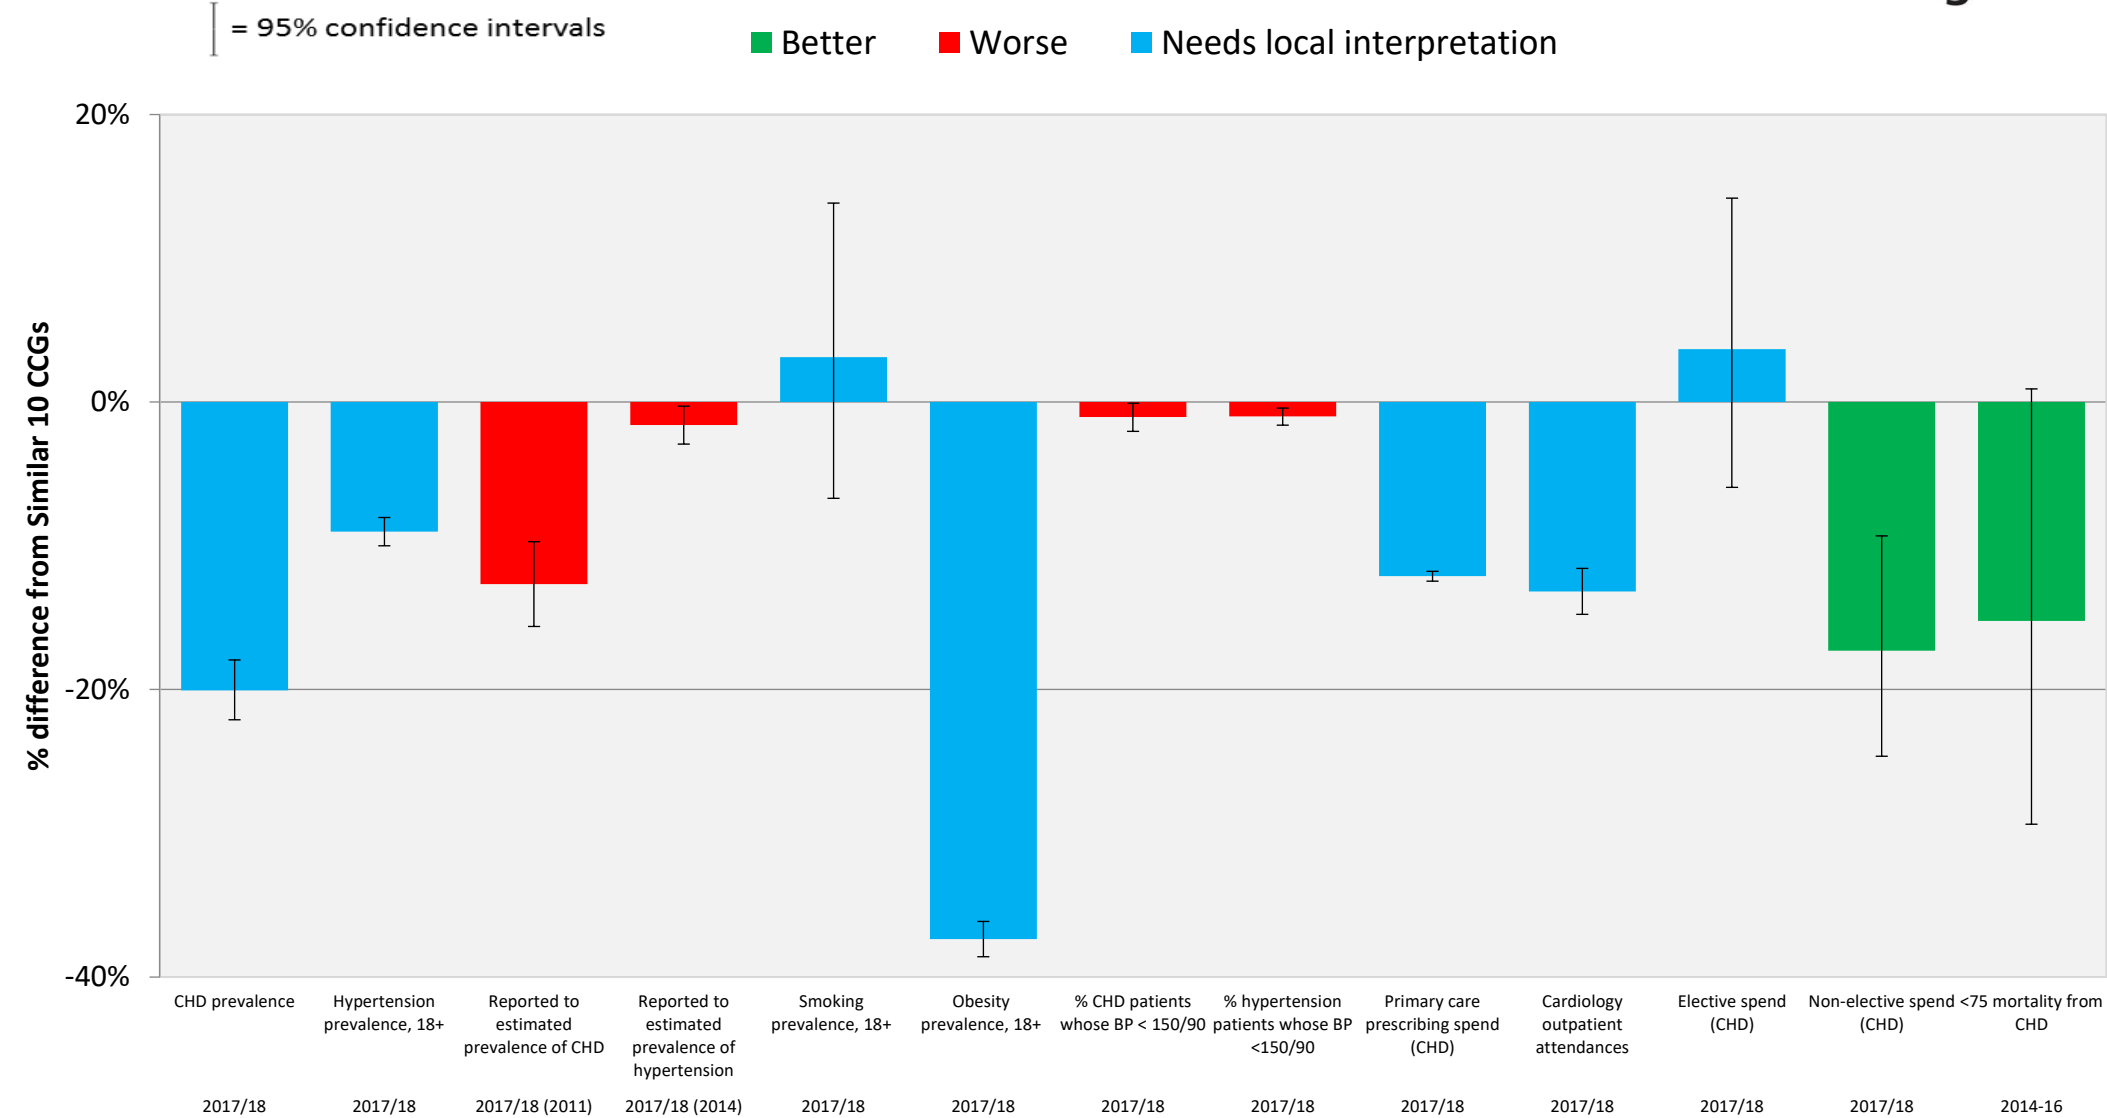 = 95% confidence intervals
Better Worse Needs local interpretation
20%
0%
-20%
-40%
% difference from Similar 10 CCGs
CHD prevalence
2017/18
Hypertension
prevalence, 18+
2017/18
Reported to
estimated
prevalence of CHD
2017/18 (2011)
Reported to
estimated
prevalence of
hypertension
2017/18 (2014)
Smoking
prevalence, 18+
2017/18
Obesity
prevalence, 18+
2017/18
% CHD patients
whose BP < 150/90
2017/18
% hypertension
patients whose BP
<150/90
2017/18
Primary care
prescribing spend
(CHD)
2017/18
Cardiology
outpatient
attendances
2017/18
Elective spend
(CHD)
2017/18
Non-elective spend
(CHD)
2017/18
<75 mortality from
CHD
2014-16